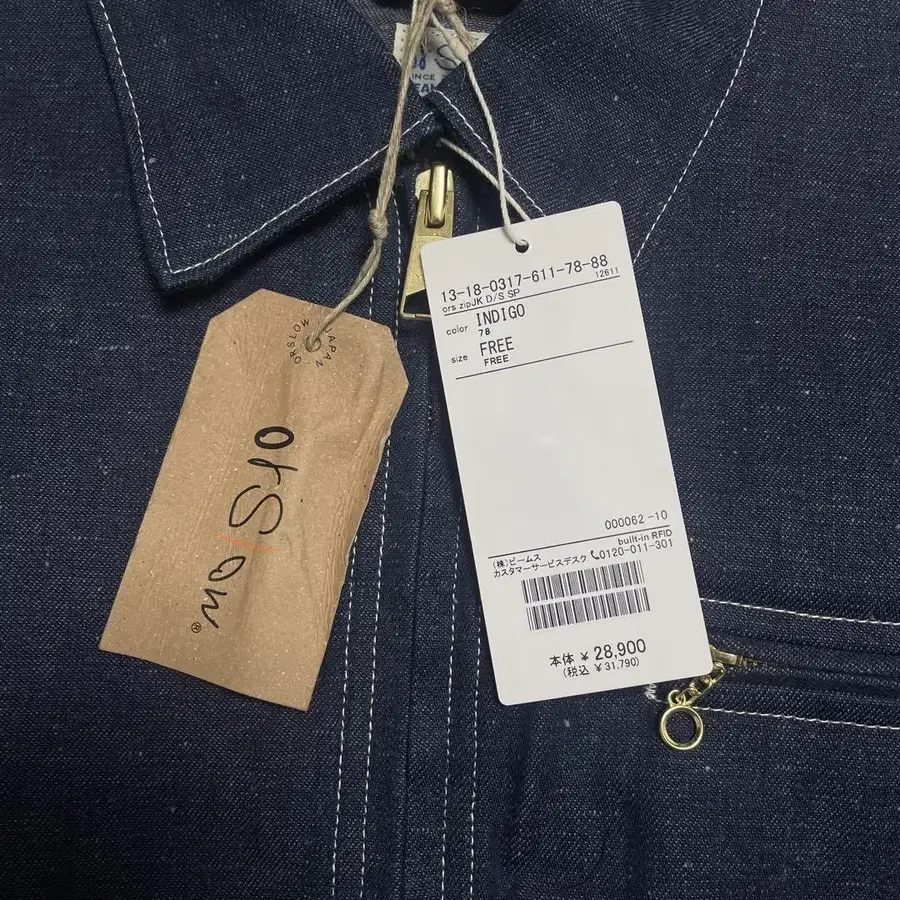 INCE
ORSLOW · JAPAN ·
orSlow®
13-18-0317-611-78-88
ors zipJK D/S SP 12611
color INDIGO
78
size FREE
FREE
000062 -10
built-in RFID
(株)ビームス
カスタマーサービスデスク 0120-011-301
本体 ¥ 28,900
(税込 ¥ 31,790)